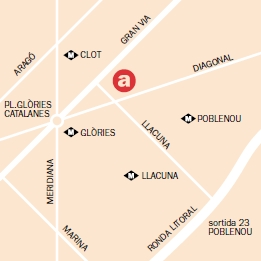 GRAN VIA
ARAGÓ
CLOT
DIAGONAL
a
PL.GLÒRIES
CATALANES
GLÒRIES
LLACUNA
POBLENOU
MERIDIANA
LLACUNA
MARINA
RONDA LITORAL
sortida 23
POBLENOU